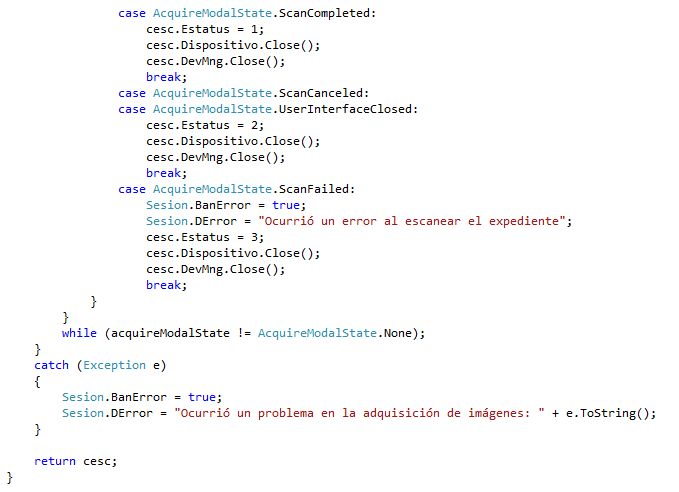 case AcquireModalState.ScanCompleted:
cesc.Estatus = 1;
cesc.Dispositivo.Close();
cesc.DevMng.Close();
break;
case AcquireModalState.ScanCanceled:
case AcquireModalState.UserInterfaceClosed:
cesc.Estatus = 2;
cesc.Dispositivo.Close();
cesc.DevMng.Close();
break;
case AcquireModalState.ScanFailed:
Sesion.BanError = true;
Sesion.DError = "Ocurrió un error al escanear el expediente";
cesc.Estatus = 3;
cesc.Dispositivo.Close();
cesc.DevMng.Close();
break;
}
}
while (acquireModalState != AcquireModalState.None);
}
catch (Exception e)
{
Sesion.BanError = true;
Sesion.DError = "Ocurrió un problema en la adquisición de imágenes: " + e.ToString();
}
return cesc;
}